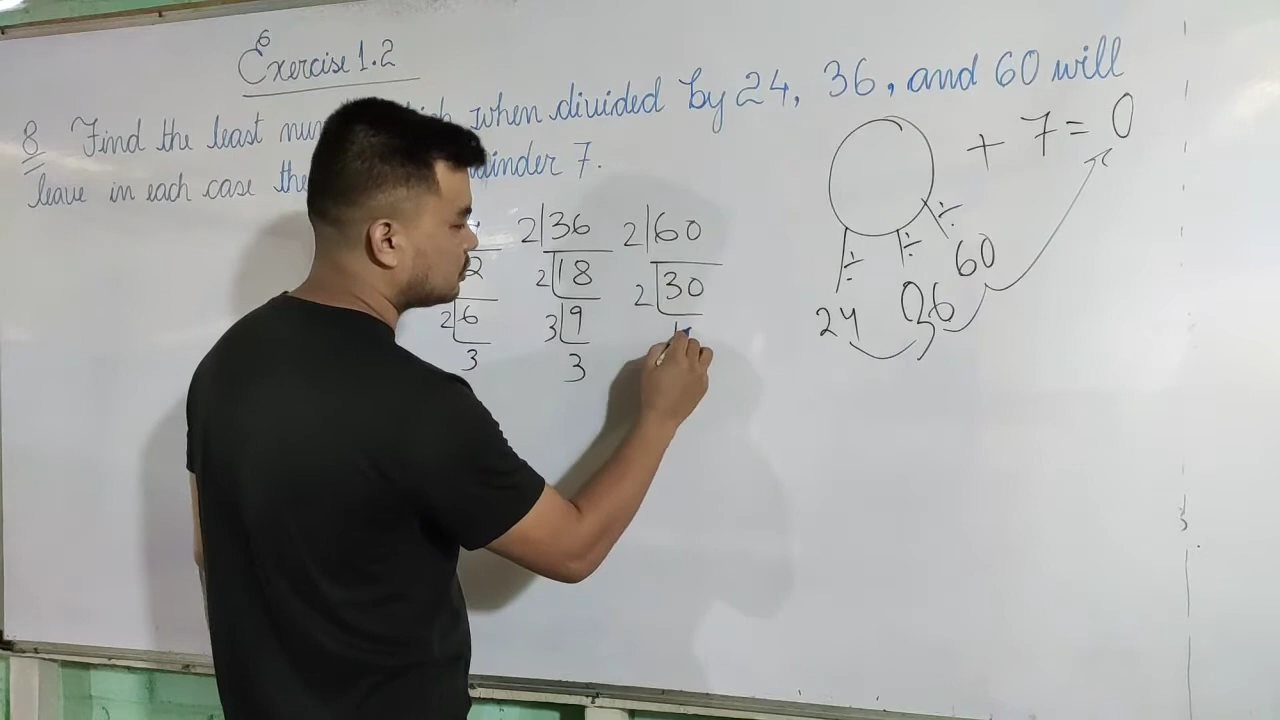 6
Exercise 1.2
8 Find the least when divided by 24, 36, and 60 will
leave in each case the 7.
2 6
3
2 36
2 18
3 9
3
2 60
2 30
+ 7 = 0
÷ ÷ ÷
24 36 60